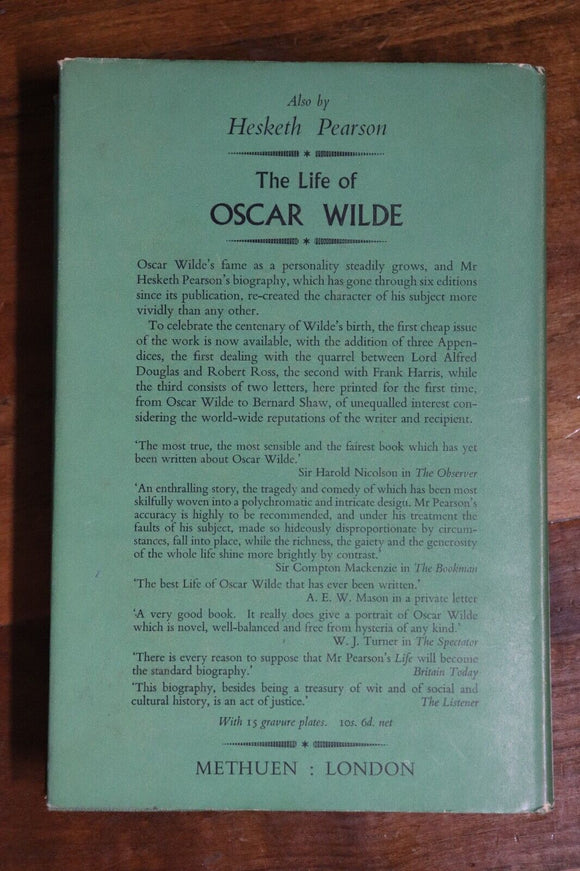 Also by
Hesketh Pearson
The Life of
OSCAR WILDE
Oscar Wilde's fame as a personality steadily grows, and Mr
Hesketh Pearson's biography, which has gone through six editions
since its publication, re-created the character of his subject more
vividly than any other.
To celebrate the centenary of Wilde's birth, the first cheap issue
of the work is now available, with the addition of three Appen-
dices, the first dealing with the quarrel between Lord Alfred
Douglas and Robert Ross, the second with Frank Harris, while
the third consists of two letters, here printed for the first time,
from Oscar Wilde to Bernard Shaw, of unequalled interest con-
sidering the world-wide reputations of the writer and recipient.
'The most true, the most sensible and the fairest book which has yet
been written about Oscar Wilde.'
Sir Harold Nicolson in The Observer
'An enthralling story, the tragedy and comedy of which has been most
skilfully woven into a polychromatic and intricate design. Mr Pearson's
accuracy is highly to be recommended, and under his treatment the
faults of his subject, made so hideously disproportionate by circum-
stances, fall into place, while the richness, the gaiety and the generosity
of the whole life shine more brightly by contrast.'
Sir Compton Mackenzie in The Bookman
'The best Life of Oscar Wilde that has ever been written.'
A. E. W. Mason in a private letter
'A very good book. It really does give a portrait of Oscar Wilde
which is novel, well-balanced and free from hysteria of any kind.'
W. J. Turner in The Spectator
'There is every reason to suppose that Mr Pearson's Life will become
the standard biography.' Britain Today
'This biography, besides being a treasury of wit and of social and
cultural history, is an act of justice.' The Listener
With 15 gravure plates. 10s. 6d. net
METHUEN : LONDON